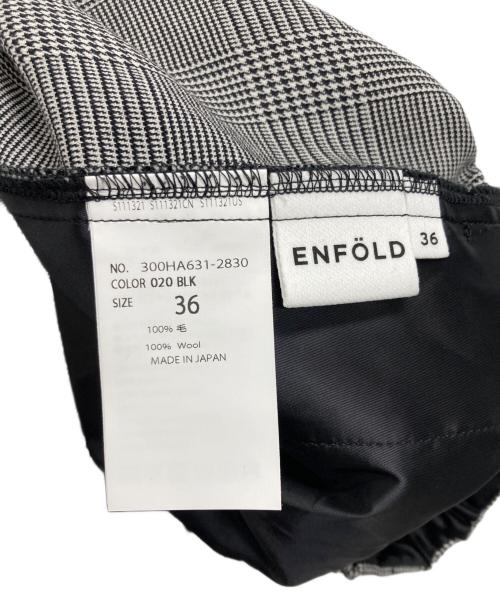 S111321 S111321CN S111321US
NO. 300HA631-2830
COLOR 020 BLK
SIZE 36
100% 毛
100% Wool
MADE IN JAPAN
ENFÖLD
36